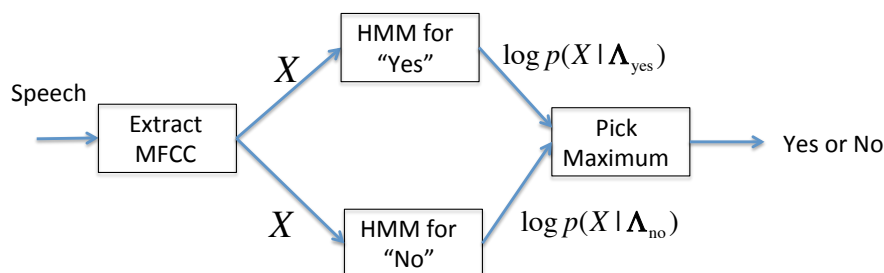 HMM for
“Yes”
X
log p(X | Λyes)
Speech
Extract
MFCC
Pick
Maximum
Yes or No
X
HMM for
“No”
log p(X | Λno)